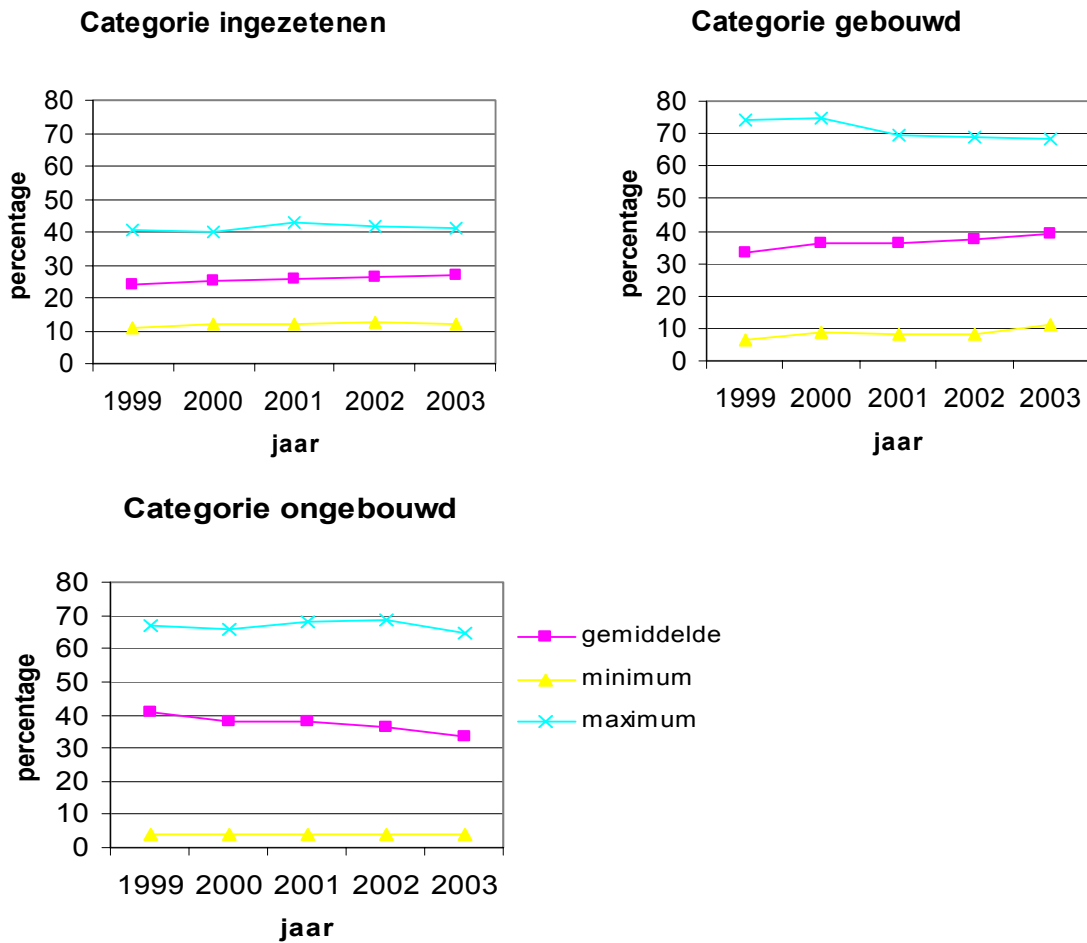 Categorie ingezetenen
80
70
60
50
40
30
20
10
0
percentage
1999 2000 2001 2002 2003
jaar
Categorie gebouwd
80
70
60
50
40
30
20
10
0
percentage
1999 2000 2001 2002 2003
jaar
Categorie ongebouwd
80
70
60
50
40
30
20
10
0
percentage
1999 2000 2001 2002 2003
jaar
gemiddelde
minimum
maximum